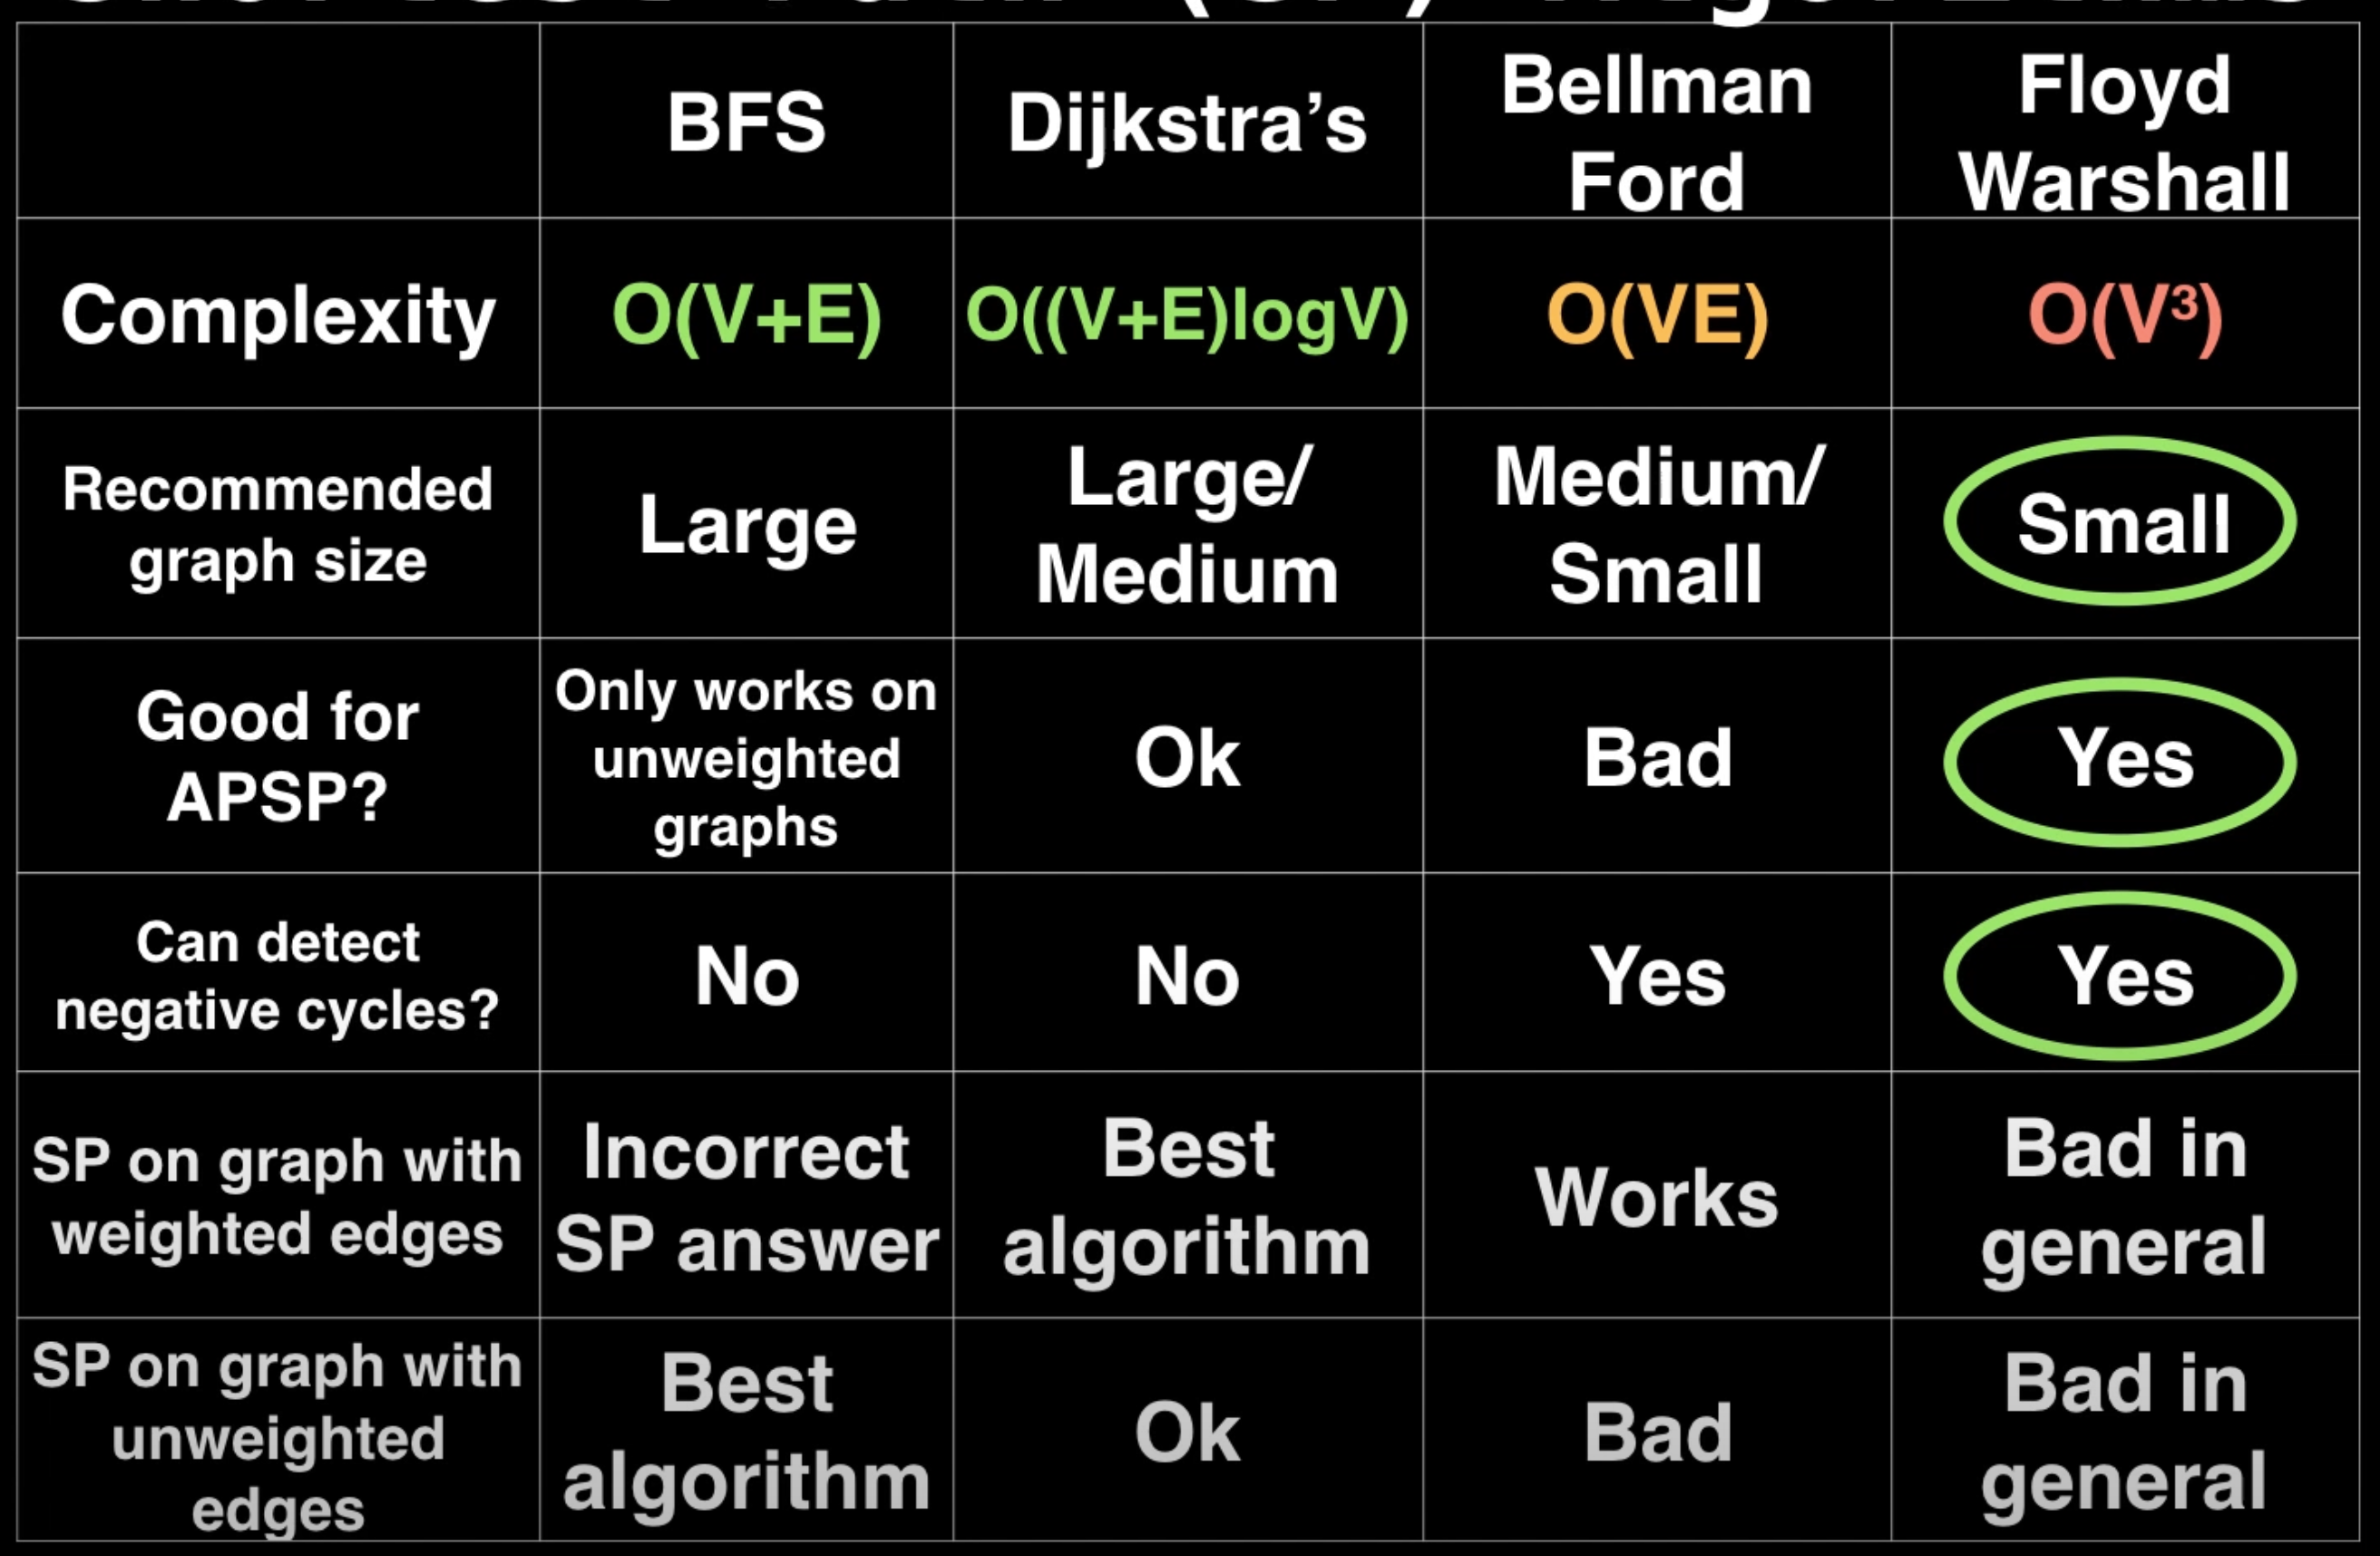 BFS
Dijkstra’s
Bellman
Ford
Floyd
Warshall
Complexity
O(V+E)
O((V+E)logV)
O(VE)
O(V³)
Recommended
graph size
Large
Large/
Medium
Medium/
Small
Small
Good for
APSP?
Only works on
unweighted
graphs
Ok
Bad
Yes
Can detect
negative cycles?
No
No
Yes
Yes
SP on graph with
weighted edges
Incorrect
SP answer
Best
algorithm
Works
Bad in
general
SP on graph with
unweighted
edges
Best
algorithm
Ok
Bad
Bad in
general